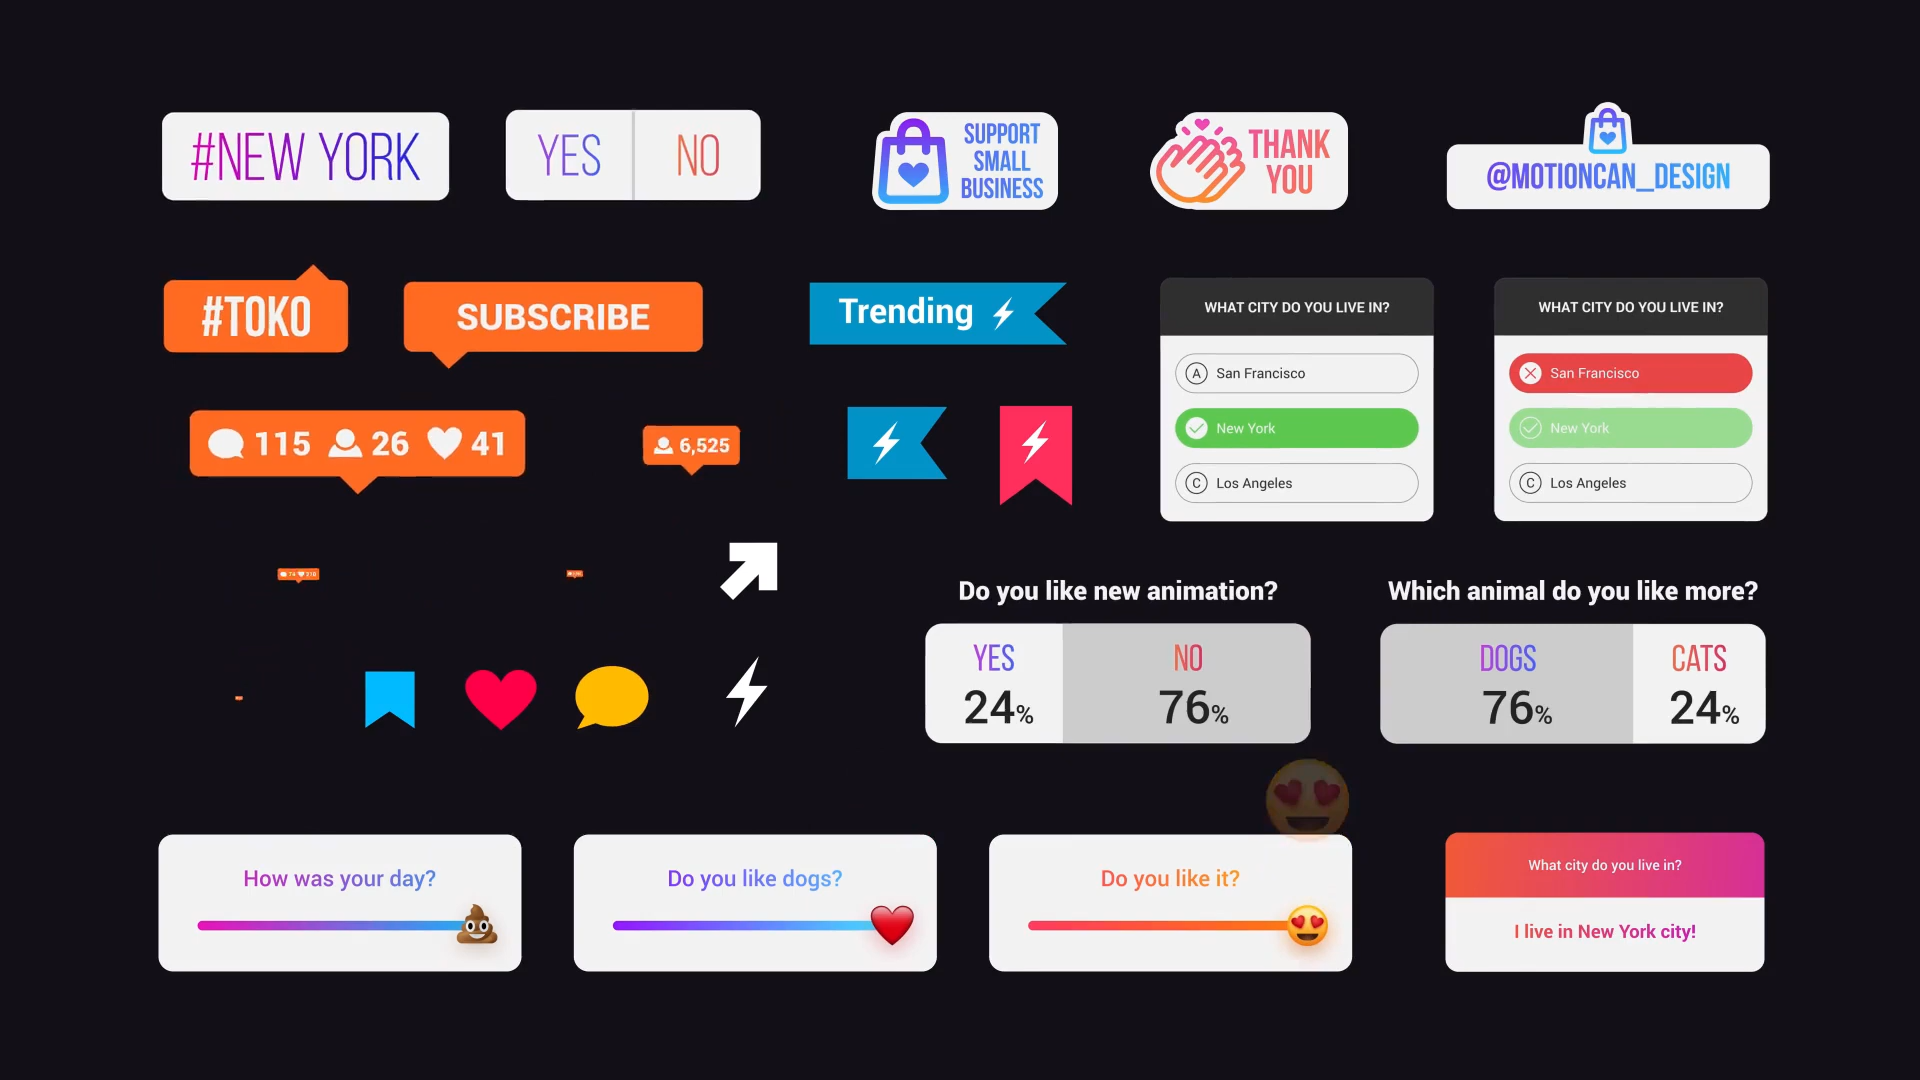 #NEW YORK
YES
NO
SUPPORT
SMALL
BUSINESS
THANK
YOU
@MOTIONCAN_DESIGN
#TOKO
SUBSCRIBE
Trending
115 26 41
6,525
WHAT CITY DO YOU LIVE IN?
A San Francisco
New York
C Los Angeles
WHAT CITY DO YOU LIVE IN?
San Francisco
New York
C Los Angeles
Do you like new animation?
YES
24%
NO
76%
Which animal do you like more?
DOGS
76%
CATS
24%
How was your day?
Do you like dogs?
Do you like it?
What city do you live in?
I live in New York city!